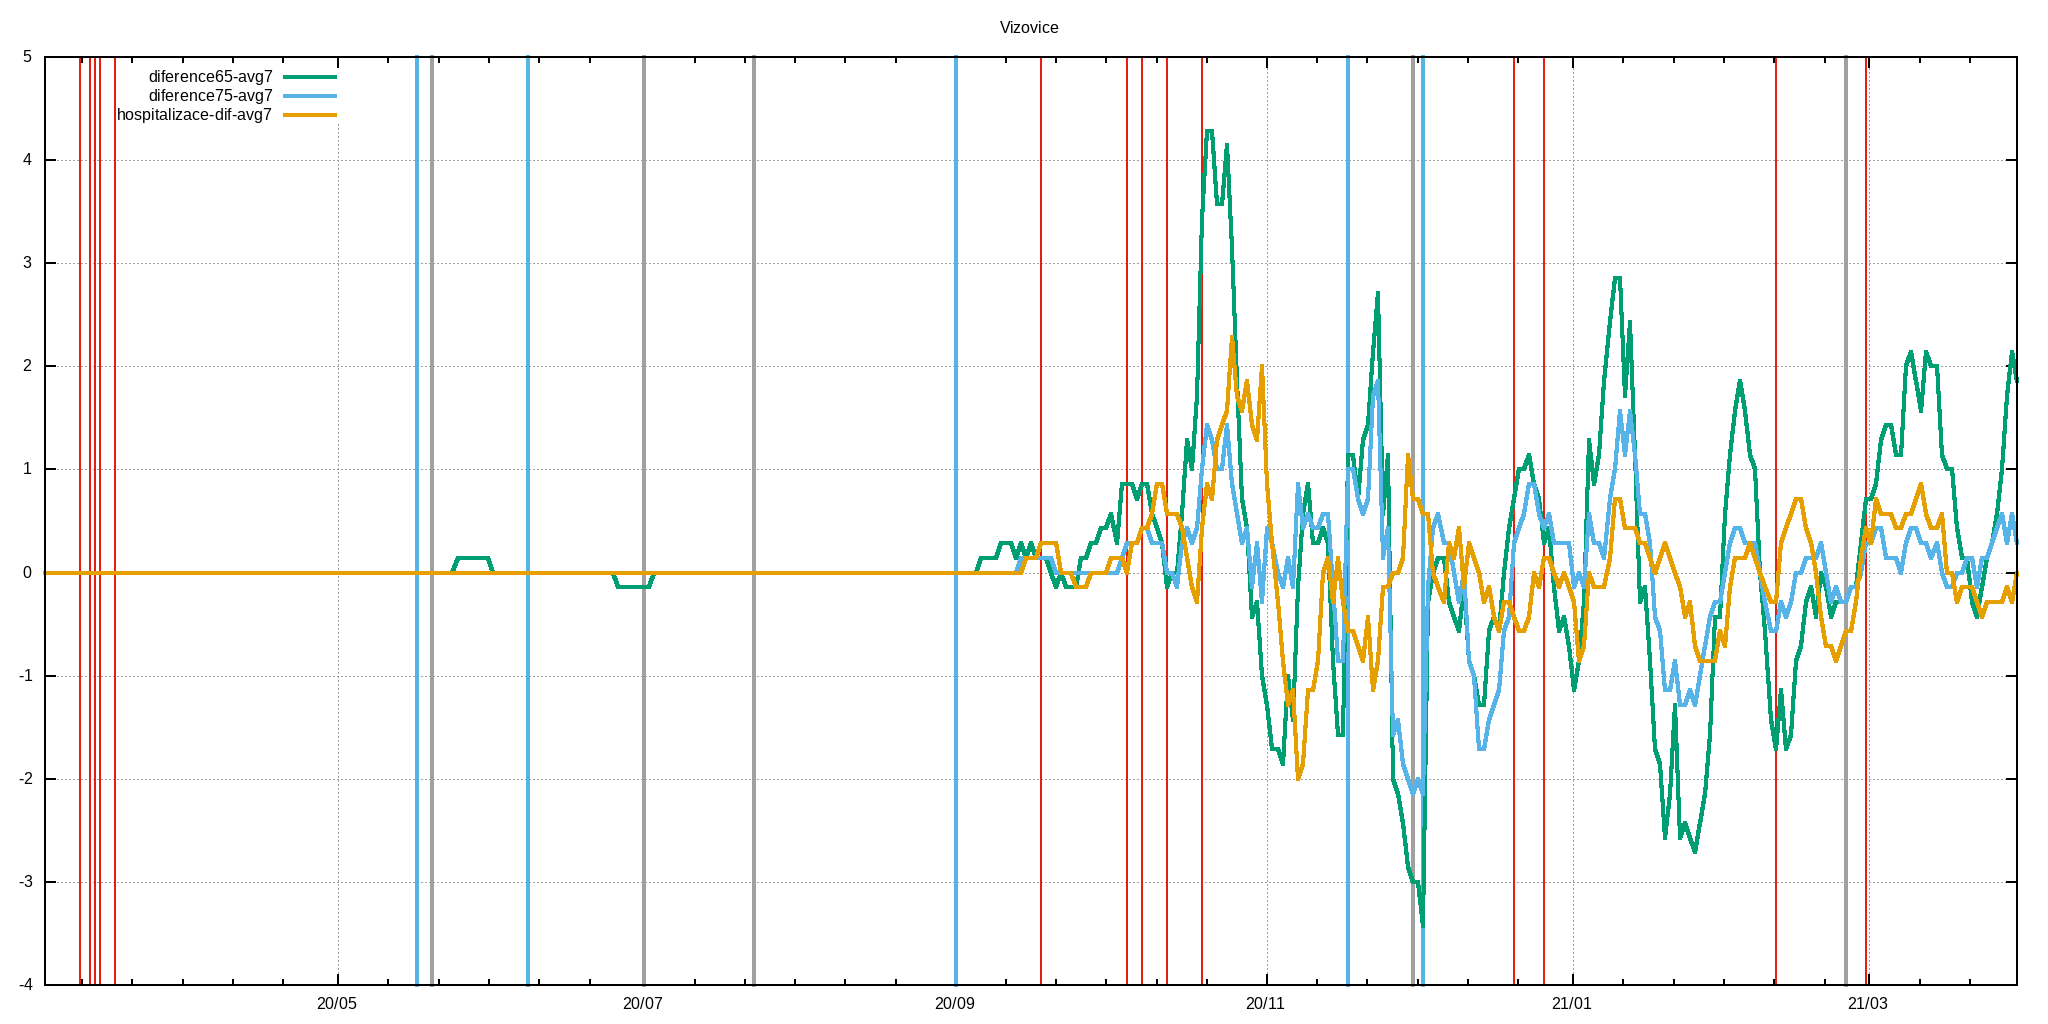 Vizovice
5
diference65-avg7
diference75-avg7
hospitalizace-dif-avg7
4
3
2
1
0
-1
-2
-3
-4
20/05 20/07 20/09 20/11 21/01 21/03